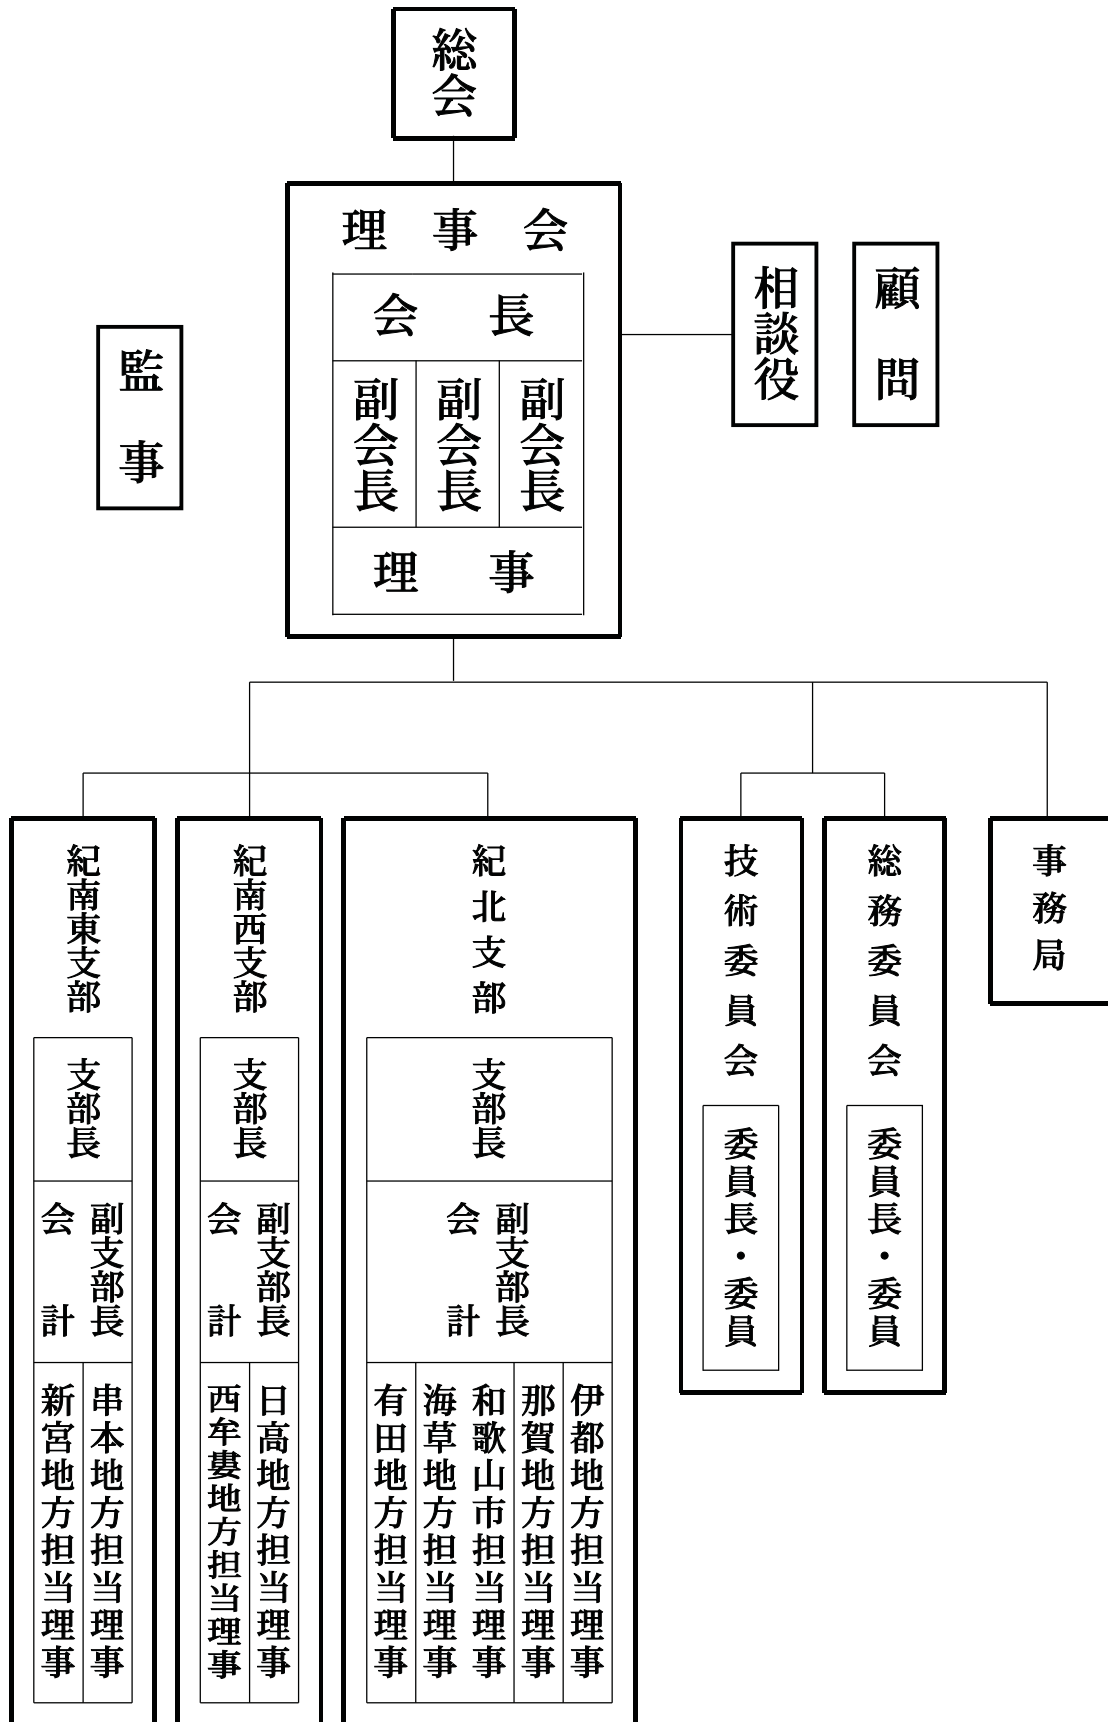 総会
理事会
会長
副会長
副会長
副会長
理事
相談役
顧問
監事
紀南東支部
支部長
副支部長
会計
串本地方担当理事
新宮地方担当理事
紀南西支部
支部長
副支部長
会計
日高地方担当理事
西牟婁地方担当理事
紀北支部
支部長
副支部長
会計
伊都地方担当理事
那賀地方担当理事
和歌山市担当理事
海草地方担当理事
有田地方担当理事
技術委員会
委員長・委員
総務委員会
委員長・委員
事務局